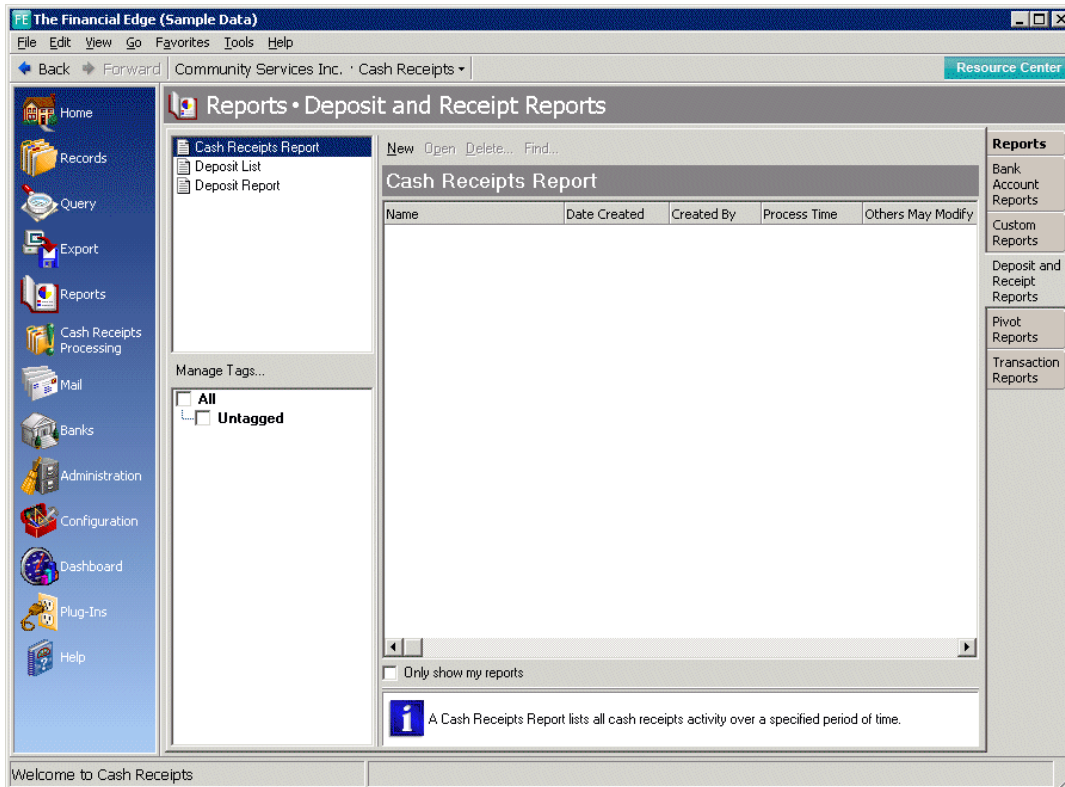 FE The Financial Edge (Sample Data)
File Edit View Go Favorites Tools Help
Back Forward Community Services Inc. · Cash Receipts
Resource Center
Home
Records
Query
Export
Reports
Cash Receipts
Processing
Mail
Banks
Administration
Configuration
Dashboard
Plug-Ins
Help
Reports • Deposit and Receipt Reports
Cash Receipts Report
Deposit List
Deposit Report
Manage Tags...
All
Untagged
New Open Delete... Find...
Cash Receipts Report
Name Date Created Created By Process Time Others May Modify
Only show my reports
A Cash Receipts Report lists all cash receipts activity over a specified period of time.
Reports
Bank
Account
Reports
Custom
Reports
Deposit and
Receipt
Reports
Pivot
Reports
Transaction
Reports
Welcome to Cash Receipts